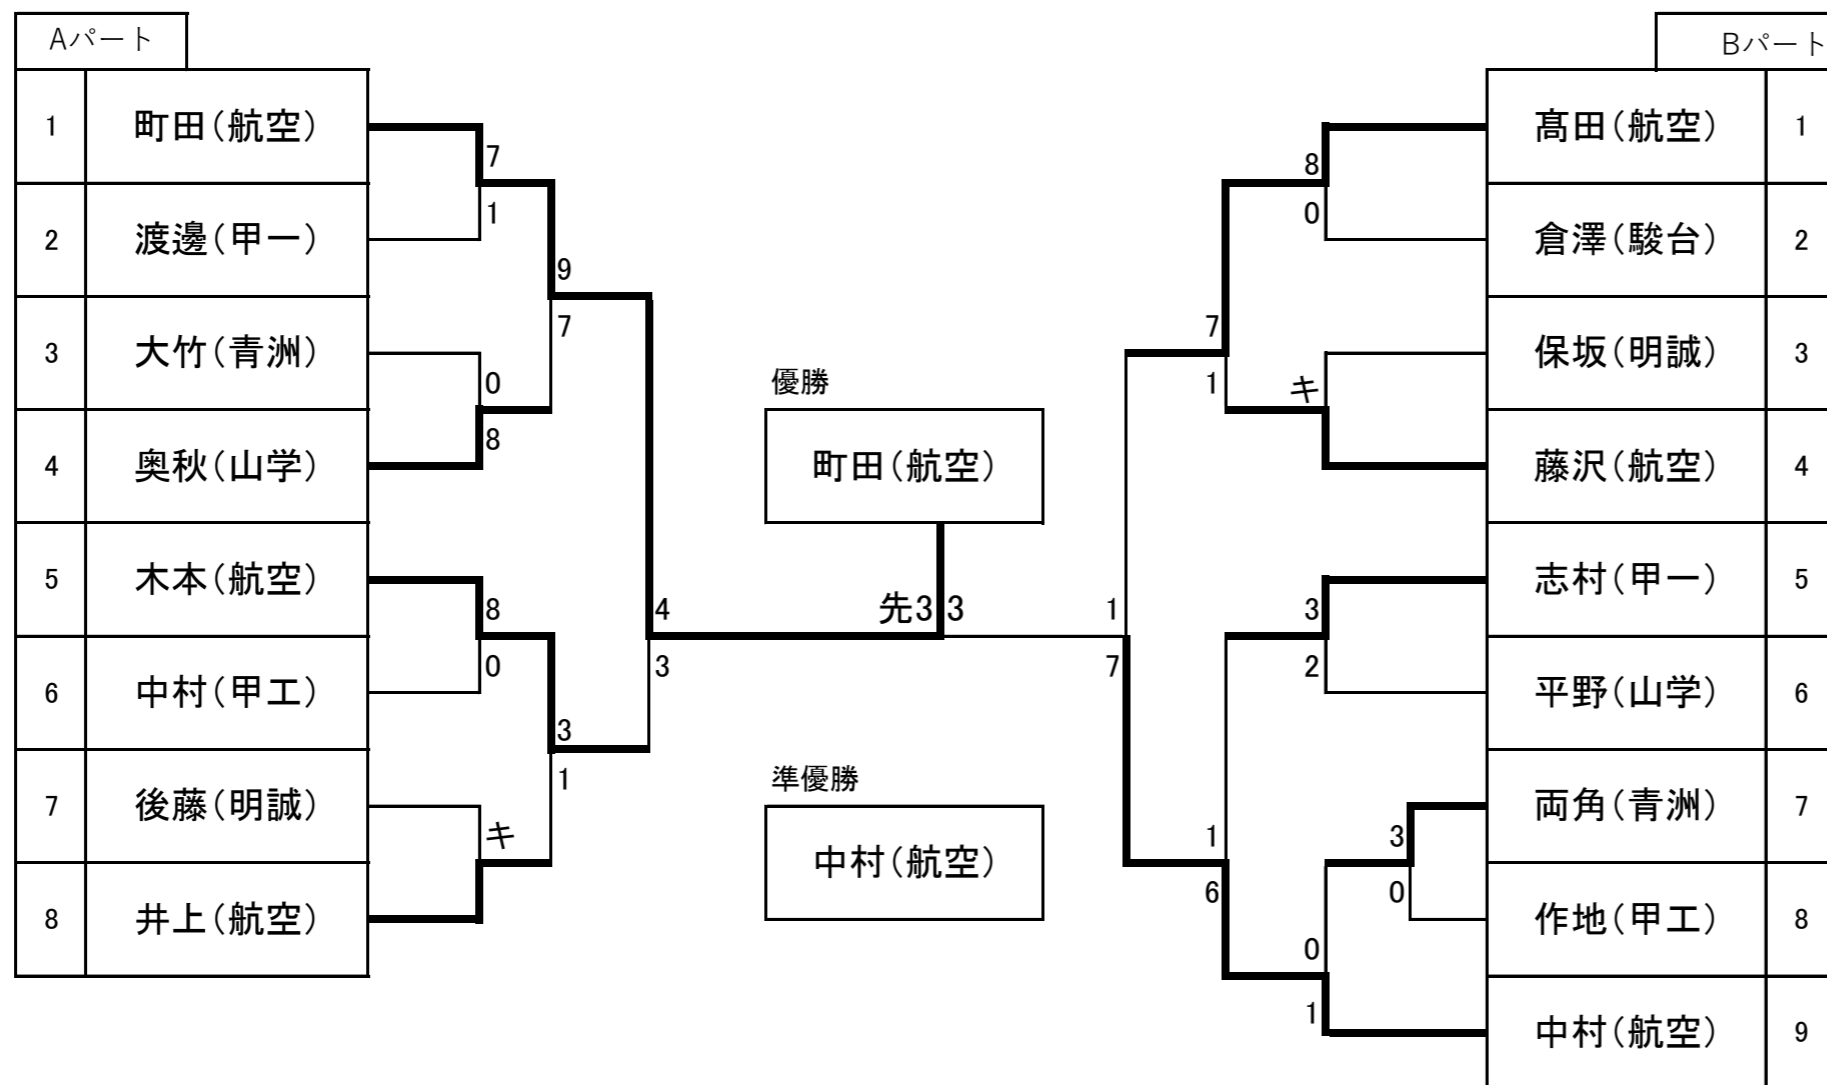 Aパート
1 町田(航空)
2 渡邊(甲一)
3 大竹(青洲)
4 奥秋(山学)
5 木本(航空)
6 中村(甲工)
7 後藤(明誠)
8 井上(航空)
7
1
0
8
8
0
キ
9
7
3
1
4
3
優勝
町田(航空)
先3 3
準優勝
中村(航空)
1
7
7
1
1
6
8
0
キ
3
2
0
1
3
0
Bパート
髙田(航空) 1
倉澤(駿台) 2
保坂(明誠) 3
藤沢(航空) 4
志村(甲一) 5
平野(山学) 6
両角(青洲) 7
作地(甲工) 8
中村(航空) 9